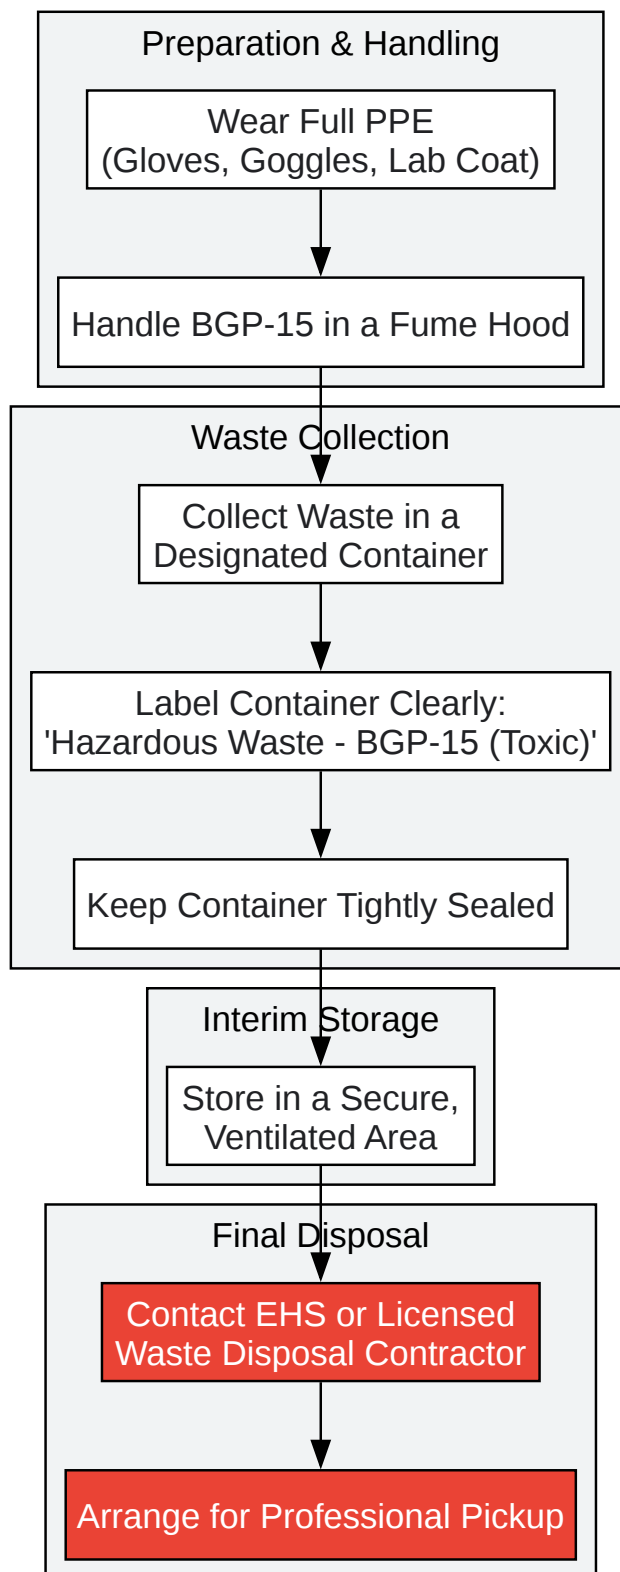 Preparation & Handling
Wear Full PPE
(Gloves, Goggles, Lab Coat)
Handle BGP-15 in a Fume Hood
Waste Collection
Collect Waste in a
Designated Container
Label Container Clearly:
'Hazardous Waste - BGP-15 (Toxic)'
Keep Container Tightly Sealed
Interim Storage
Store in a Secure,
Ventilated Area
Final Disposal
Contact EHS or Licensed
Waste Disposal Contractor
Arrange for Professional Pickup